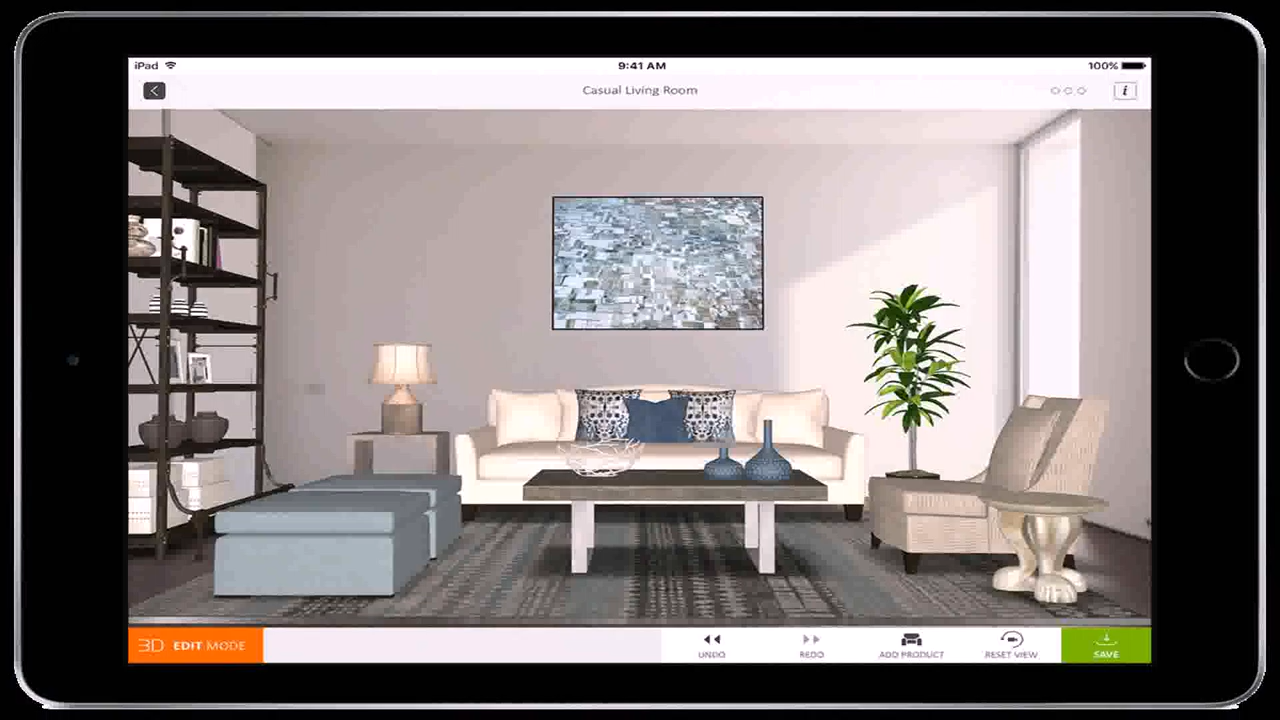 iPad 9:41 AM 100%
Casual Living Room
i
3D EDIT MODE
UNDO
REDO
ADD PRODUCT
RESET VIEW
SAVE